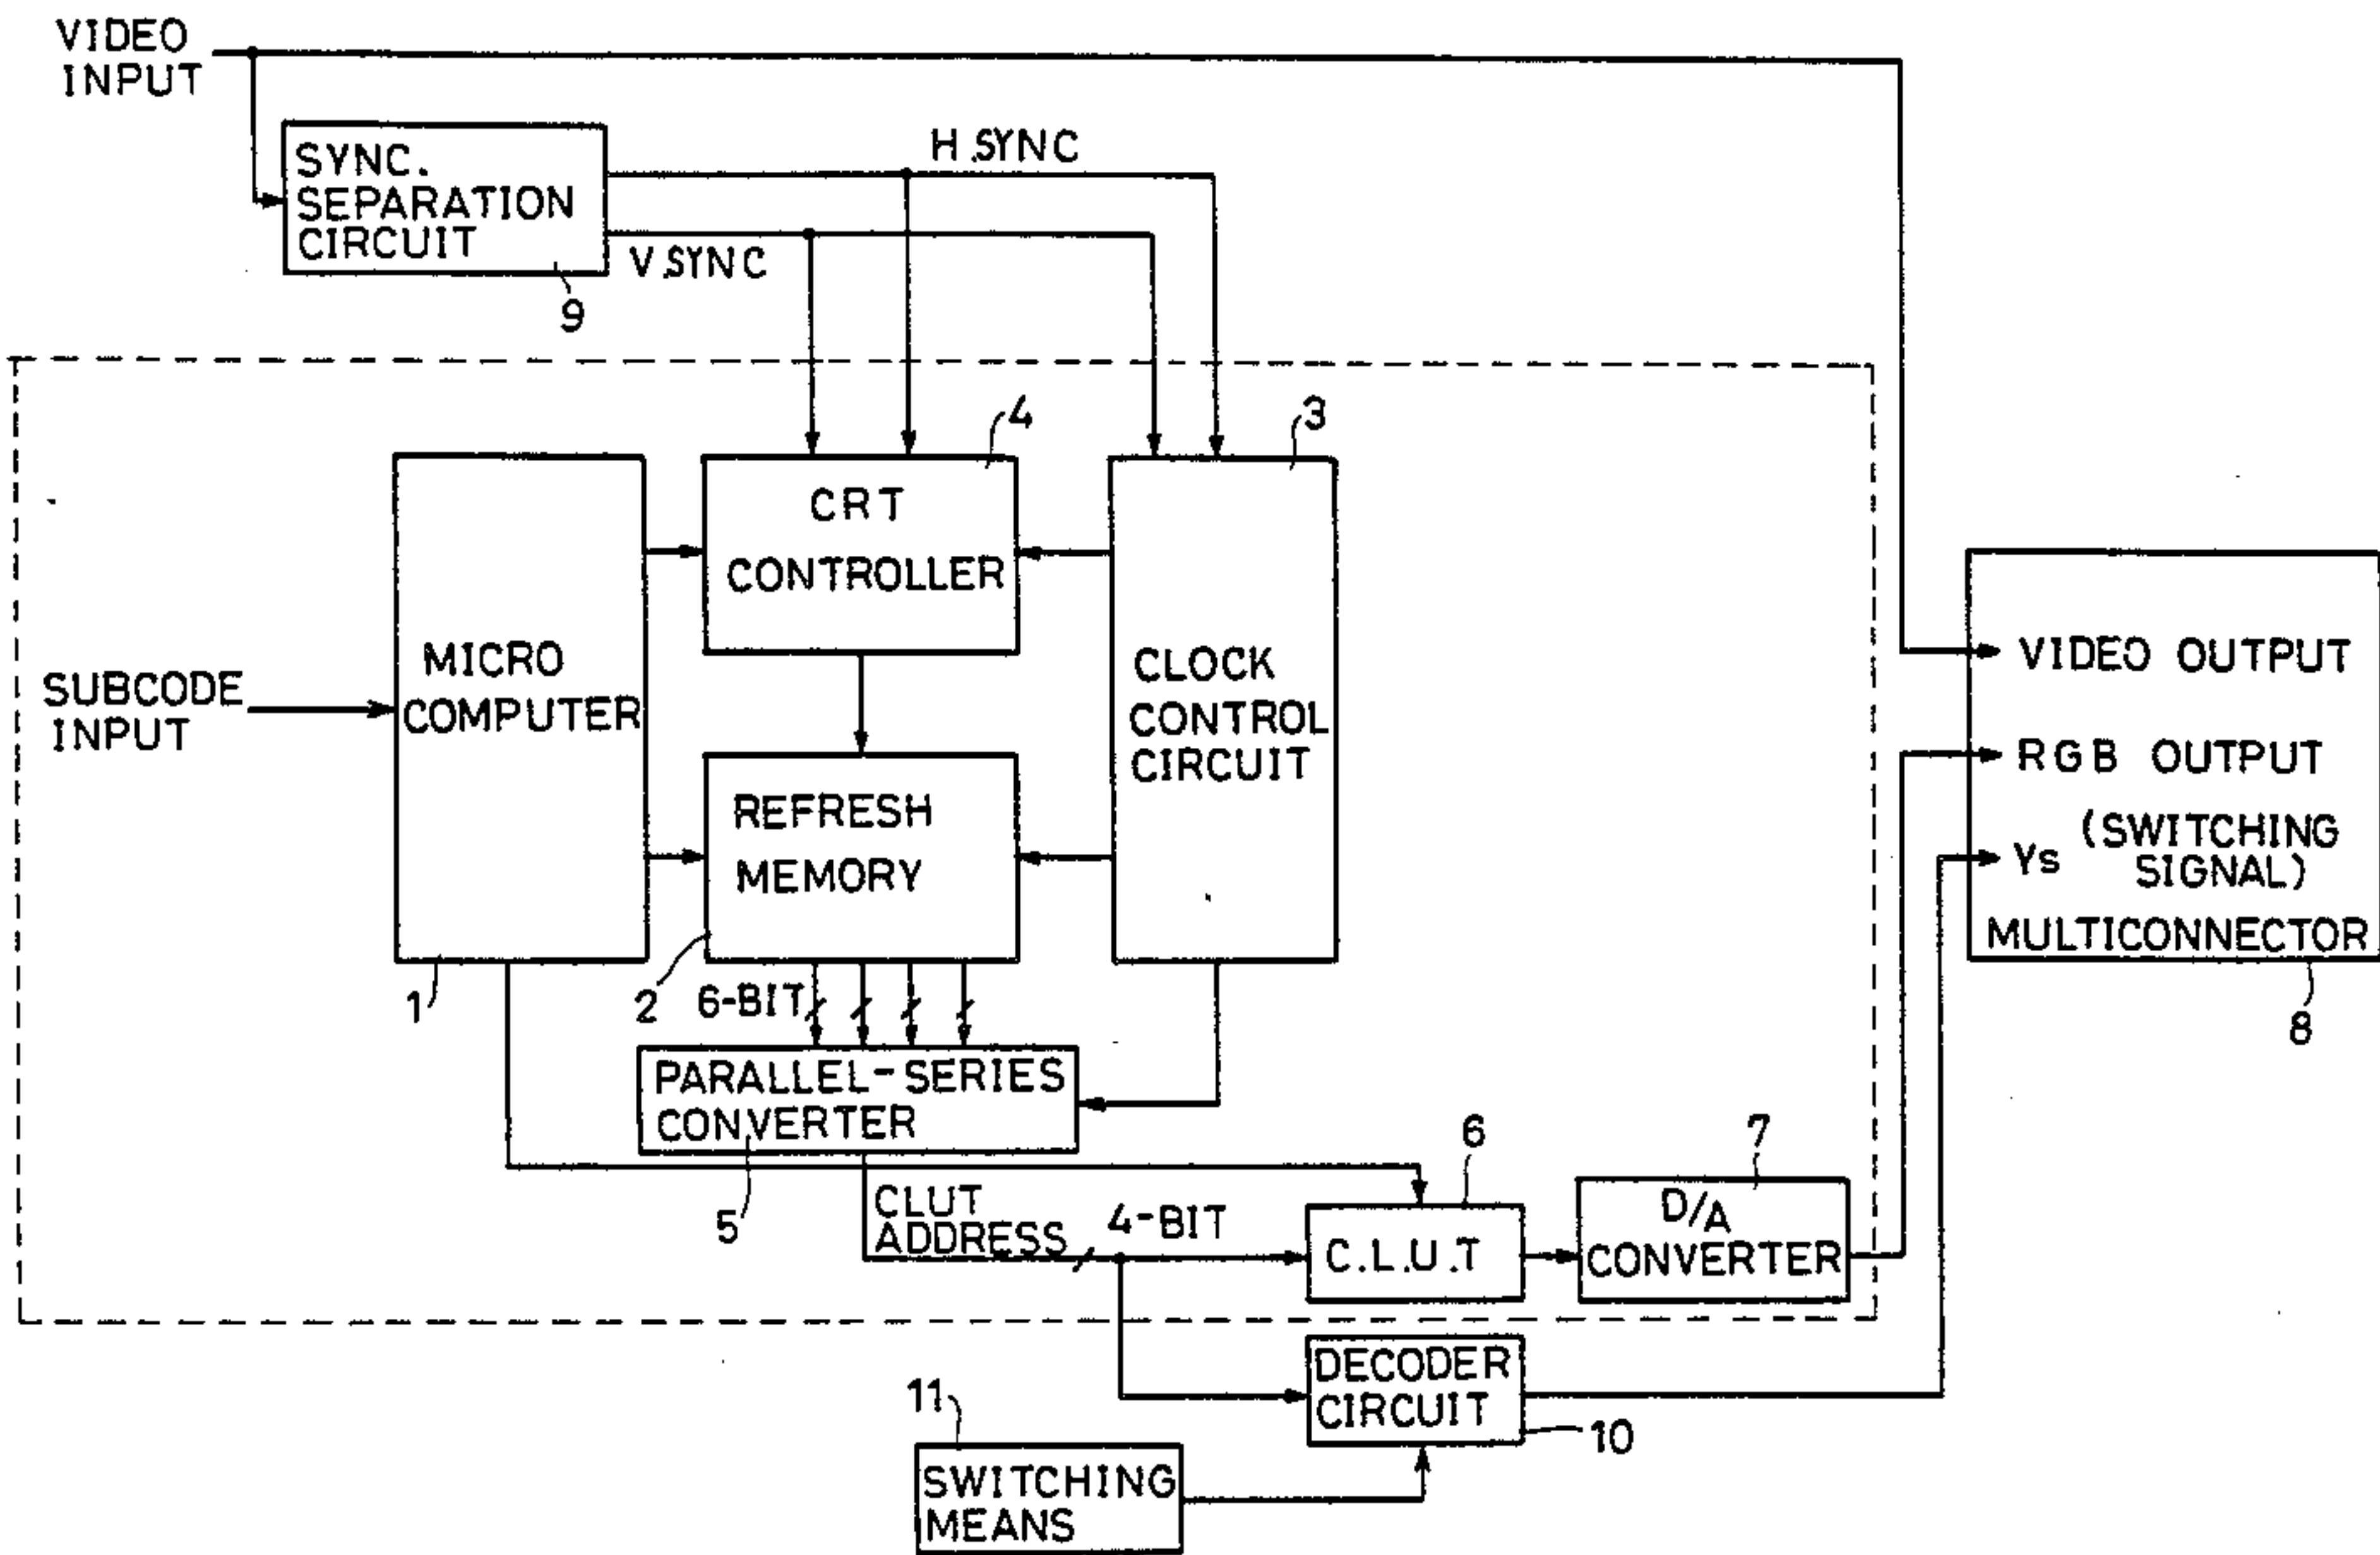 VIDEO
INPUT
SYNC.
SEPARATION
CIRCUIT
9
H.SYNC
V.SYNC
SUBCODE
INPUT
MICRO
COMPUTER
1
CRT
CONTROLLER
4
REFRESH
MEMORY
2
CLOCK
CONTROL
CIRCUIT
3
6-BIT
PARALLEL-SERIES
CONVERTER
5
CLUT
ADDRESS
4-BIT
C.L.U.T
6
D/A
CONVERTER
7
VIDEO OUTPUT
RGB OUTPUT
Ys (SWITCHING
SIGNAL)
MULTICONNECTOR
8
DECODER
CIRCUIT
10
11
SWITCHING
MEANS